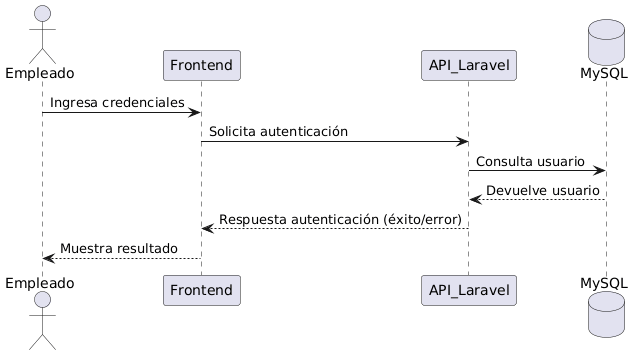 Empleado
Frontend
API_Laravel
MySQL
Ingresa credenciales
Solicita autenticación
Consulta usuario
Devuelve usuario
Respuesta autenticación (éxito/error)
Muestra resultado
Empleado
Frontend
API_Laravel
MySQL